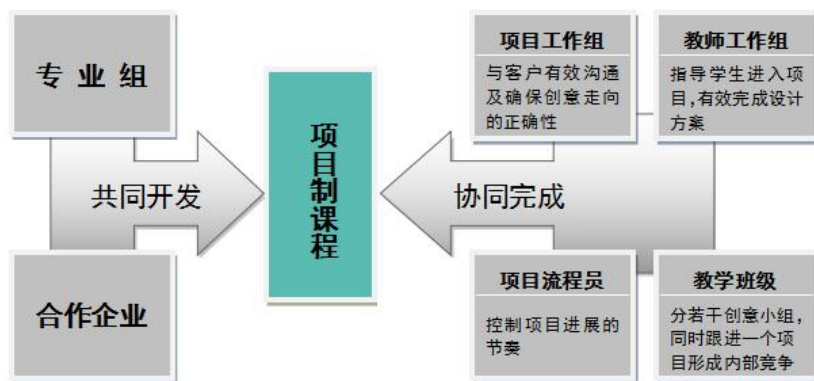 专 业 组
共同开发
合作企业
项目制课程
协同完成
项目工作组
与客户有效沟通
及确保创意走向
的正确性
教师工作组
指导学生进入项
目,有效完成设计
方案
项目流程员
控制项目进展的
节奏
教学班级
分若干创意小组,
同时跟进一个项
目形成内部竞争